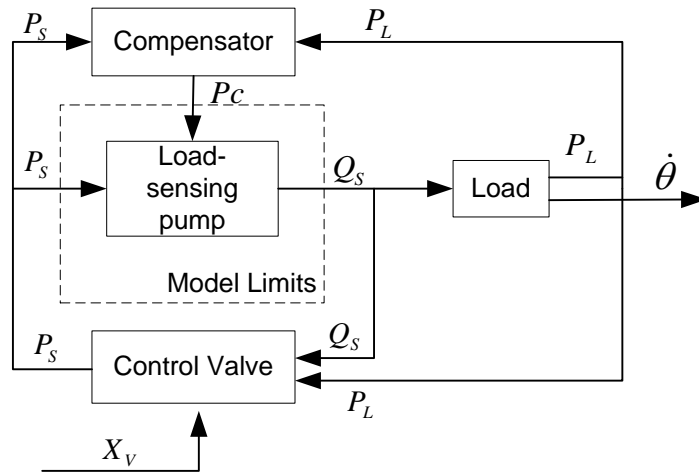 P_S
Compensator
P_L
Pc
P_S
Load-
sensing
pump
Q_S
Load
P_L
θ̇
Model Limits
P_S
Control Valve
Q_S
P_L
X_V